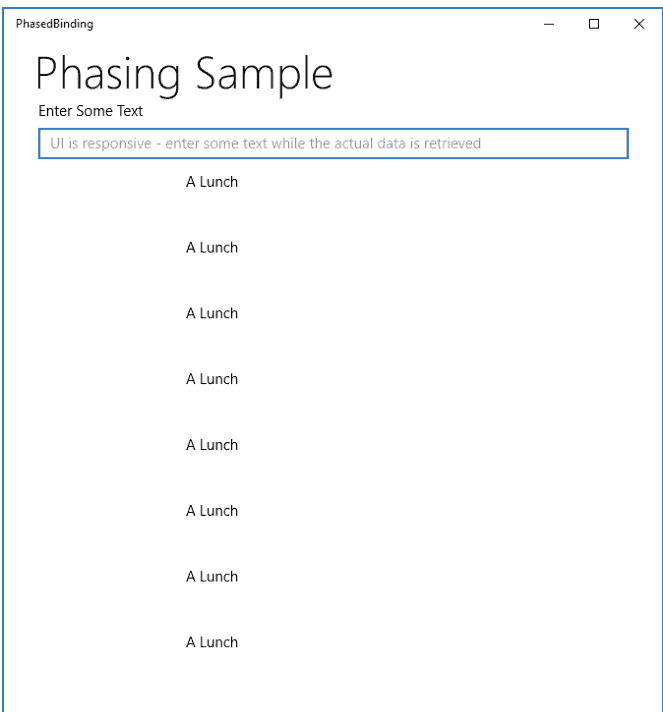 PhasedBinding
Phasing Sample
Enter Some Text
UI is responsive - enter some text while the actual data is retrieved
A Lunch
A Lunch
A Lunch
A Lunch
A Lunch
A Lunch
A Lunch
A Lunch